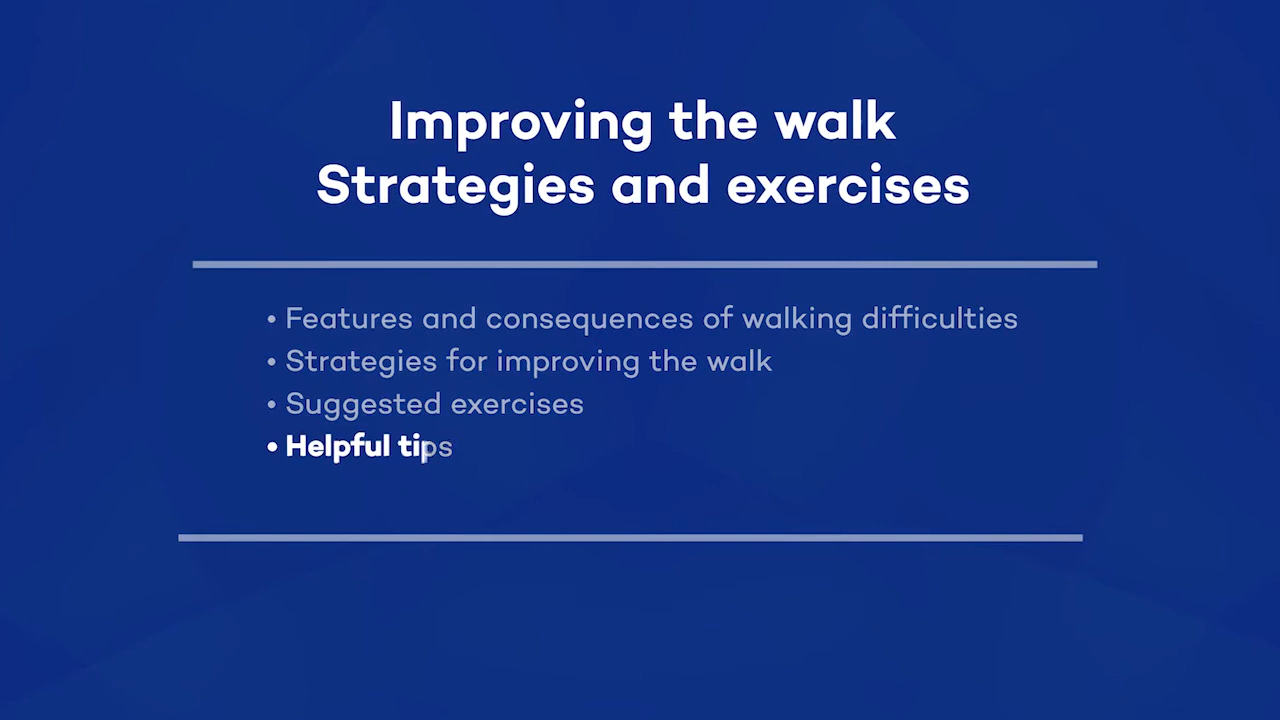 Improving the walk
Strategies and exercises
• Features and consequences of walking difficulties
• Strategies for improving the walk
• Suggested exercises
• Helpful tips